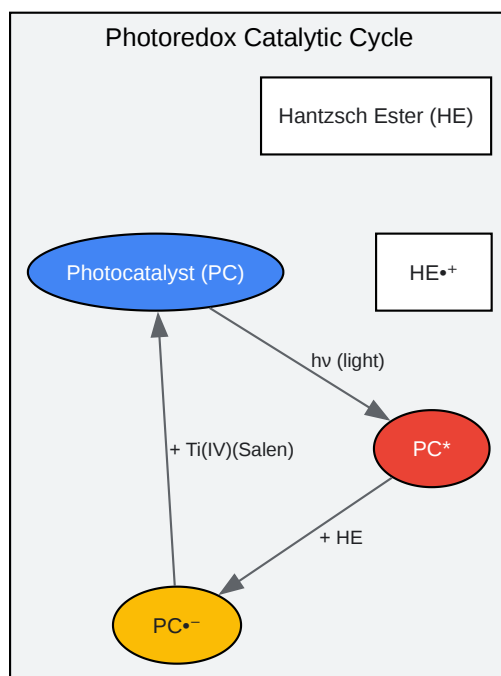 Photoredox Catalytic Cycle
Hantzsch Ester (HE)
Photocatalyst (PC)
HE•⁺
hν (light)
+ Ti(IV)(Salen)
PC*
+ HE
PC•⁻